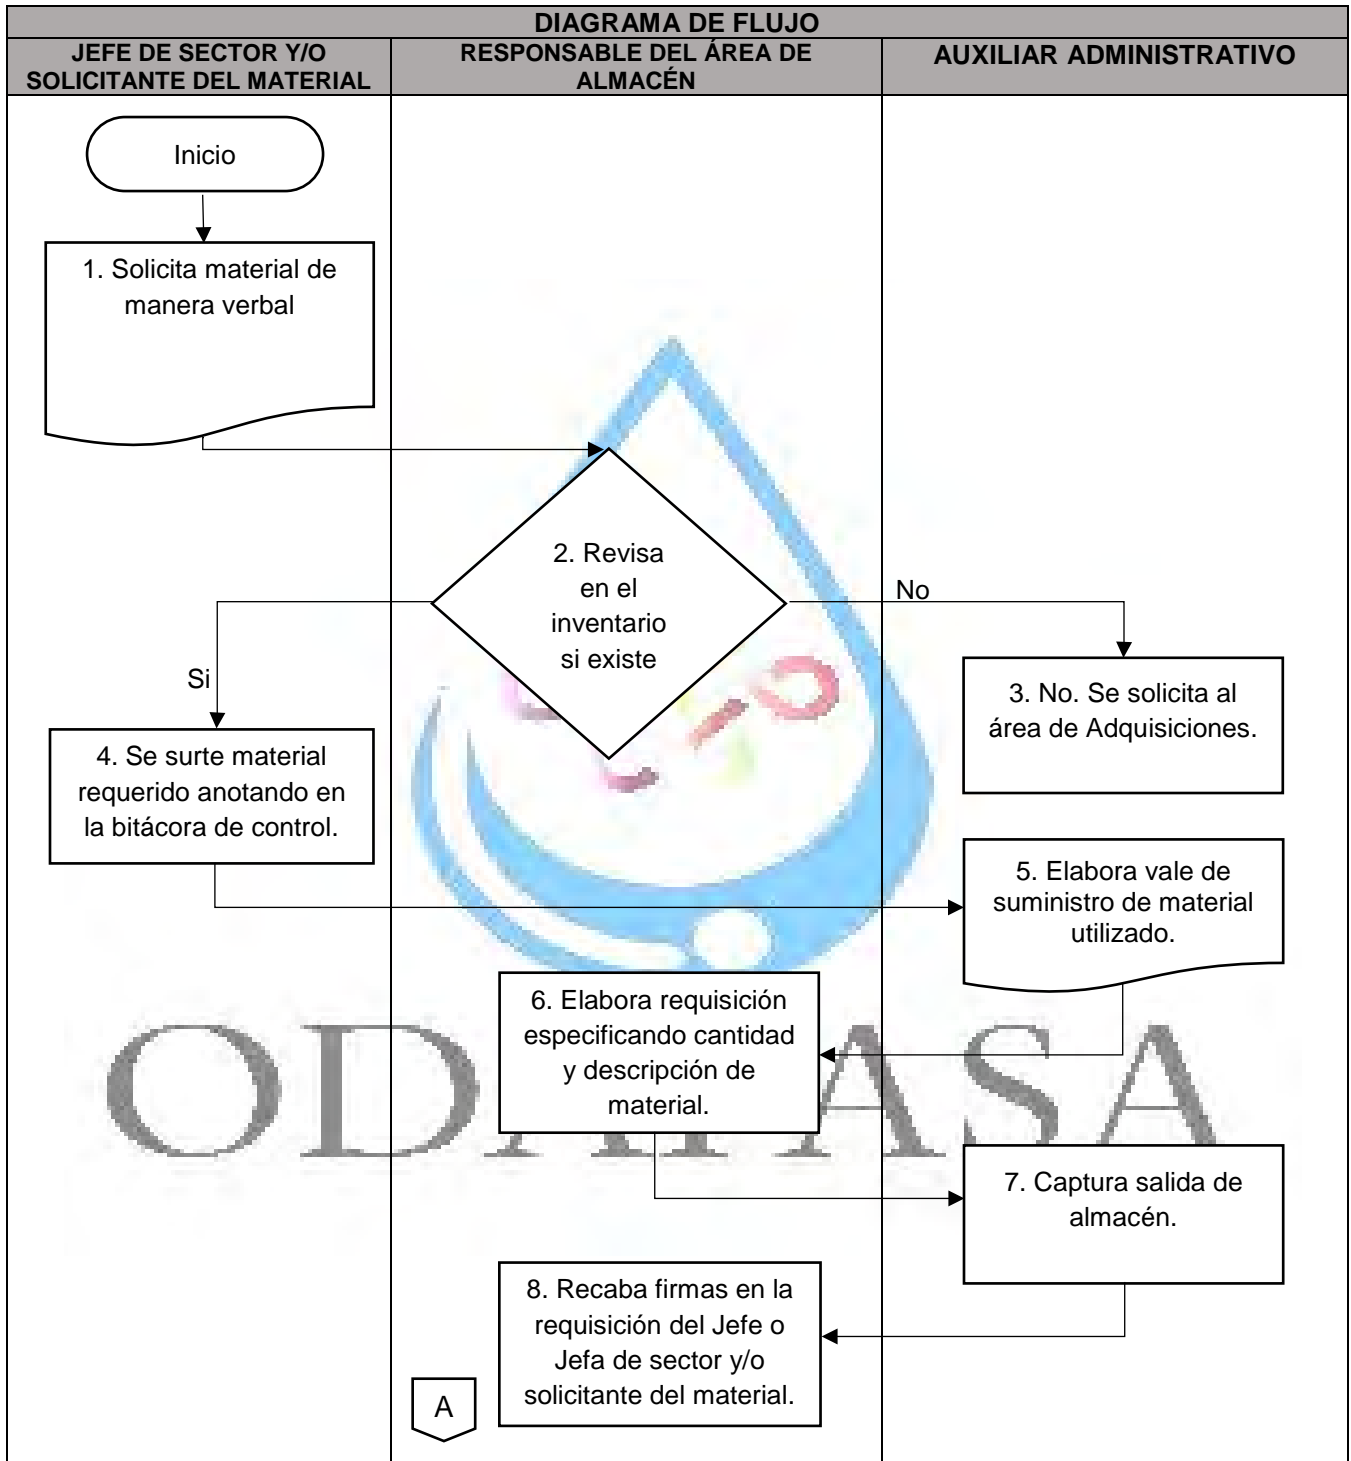 DIAGRAMA DE FLUJO
JEFE DE SECTOR Y/O
SOLICITANTE DEL MATERIAL
RESPONSABLE DEL ÁREA DE
ALMACÉN
AUXILIAR ADMINISTRATIVO
Inicio
1. Solicita material de
manera verbal
2. Revisa
en el
inventario
si existe
No
Si
3. No. Se solicita al
área de Adquisiciones.
4. Se surte material
requerido anotando en
la bitácora de control.
5. Elabora vale de
suministro de material
utilizado.
6. Elabora requisición
especificando cantidad
y descripción de
material.
7. Captura salida de
almacén.
8. Recaba firmas en la
requisición del Jefe o
Jefa de sector y/o
solicitante del material.
A